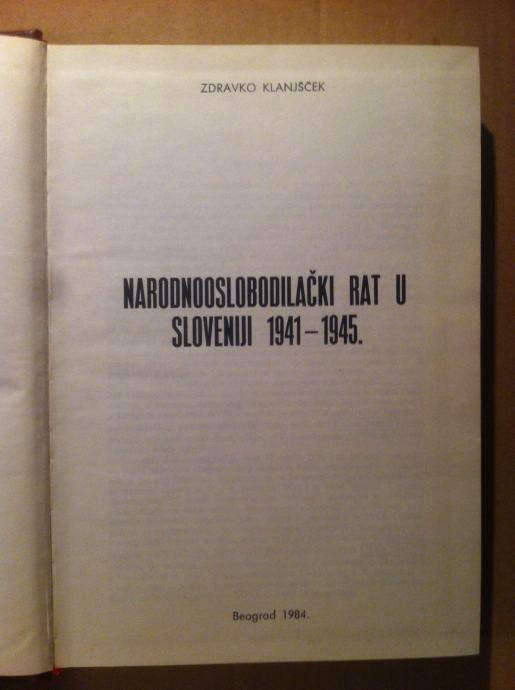 ZDRAVKO KLANJŠČEK
NARODNOOSLOBODILAČKI RAT U
SLOVENIJI 1941–1945.
Beograd 1984.